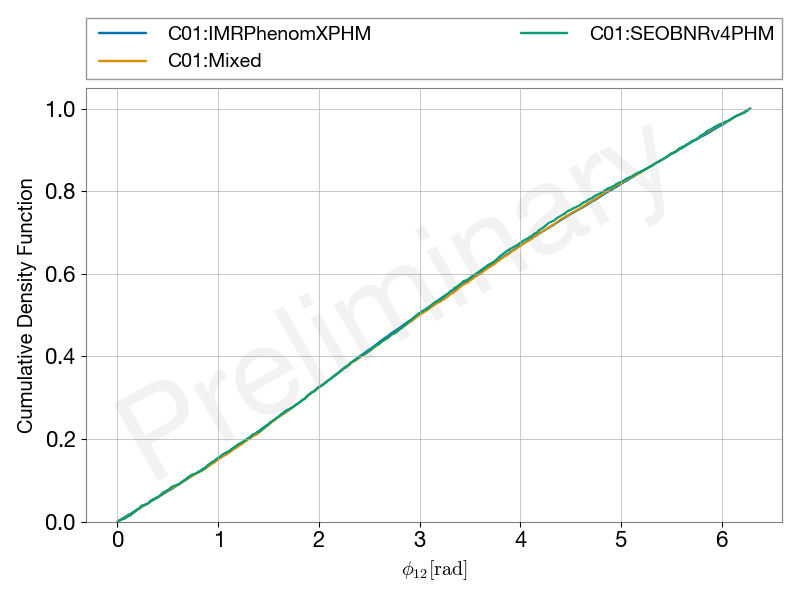 C01:IMRPhenomXPHM
C01:Mixed
C01:SEOBNRv4PHM
Cumulative Density Function
1.0
0.8
0.6
0.4
0.2
0.0
Preliminary
0 1 2 3 4 5 6
ϕ₁₂[rad]